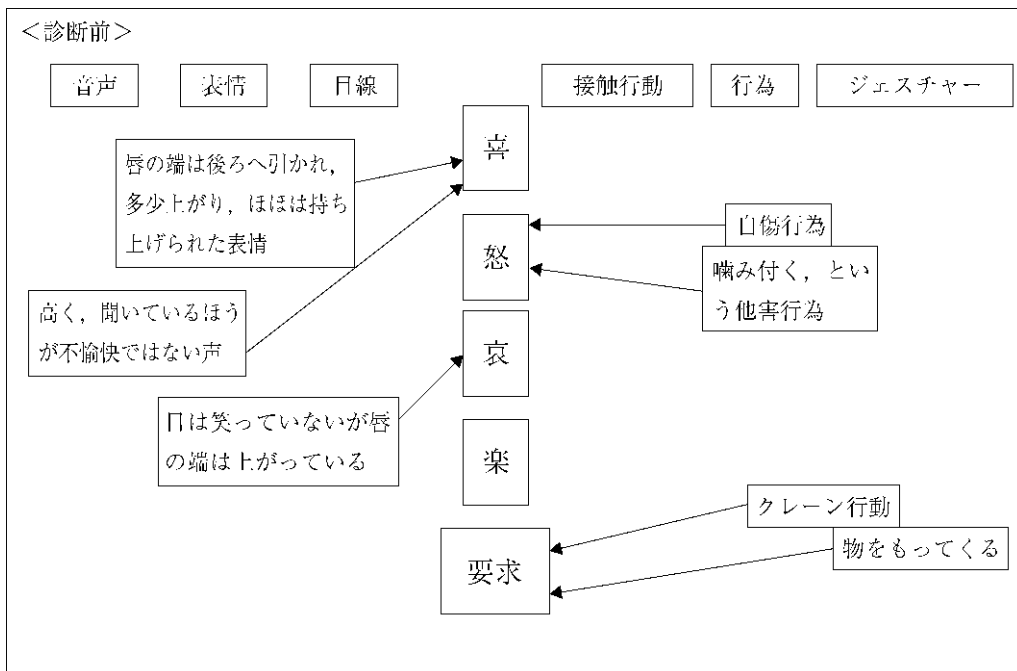 ＜診断前＞
音声
表情
目線
接触行動
行為
ジェスチャー
喜
唇の端は後ろへ引かれ，
多少上がり，ほほは持ち
上げられた表情
怒
自傷行為
噛み付く，とい
う他害行為
高く，聞いているほう
が不愉快ではない声
哀
目は笑っていないが唇
の端は上がっている
楽
クレーン行動
要求
物をもってくる